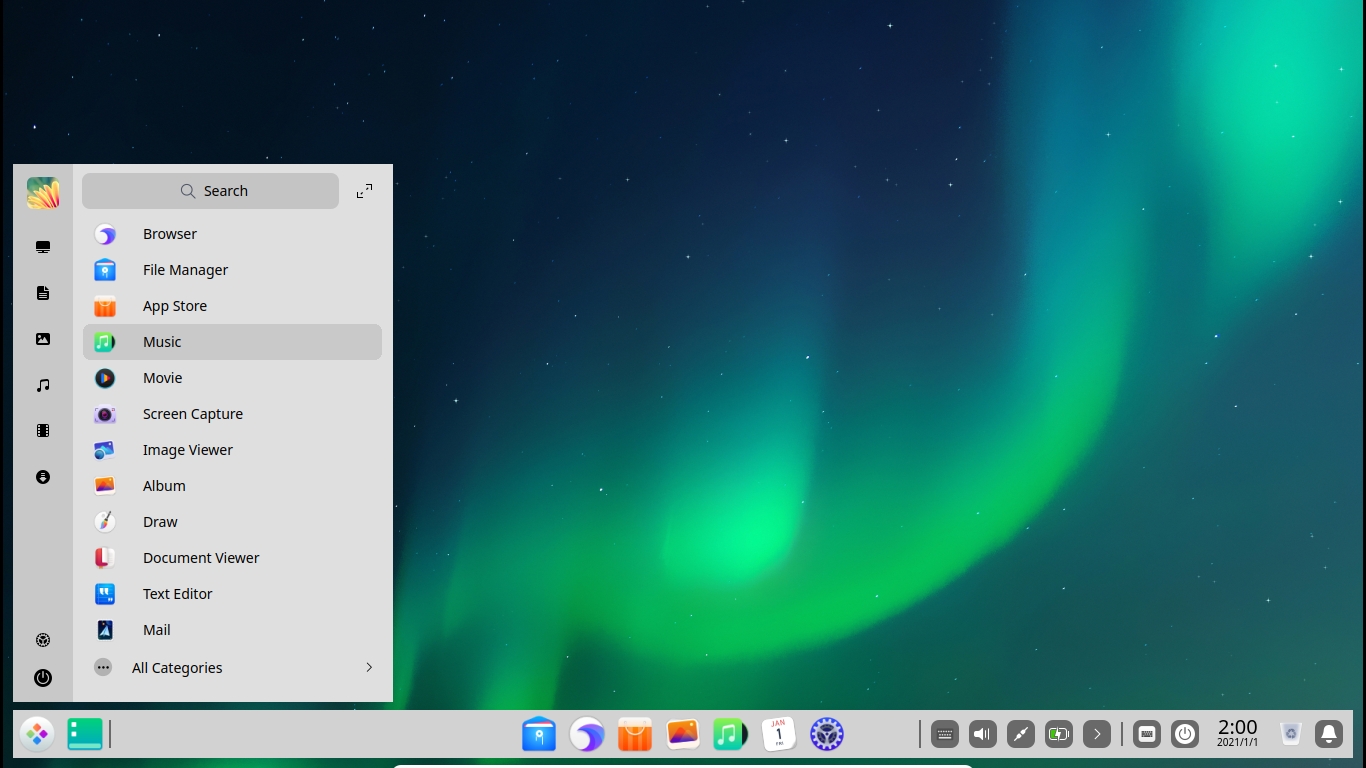 Search
Browser
File Manager
App Store
Music
Movie
Screen Capture
Image Viewer
Album
Draw
Document Viewer
Text Editor
Mail
All Categories
JAN
1
FRI
2:00
2021/1/1